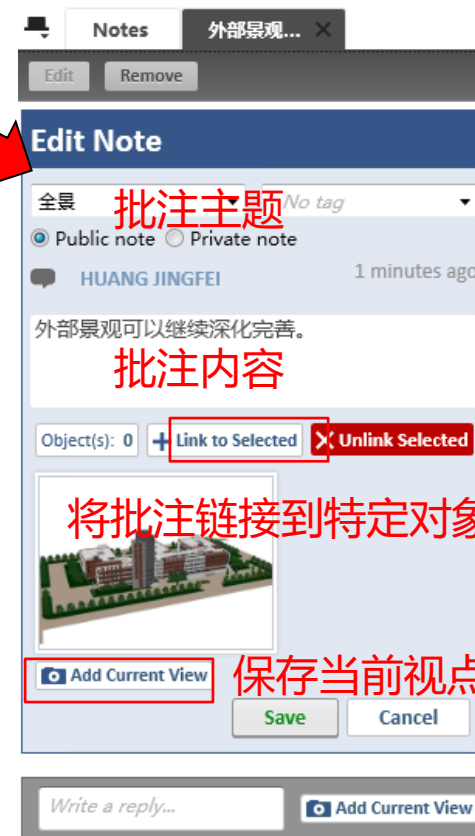 Notes 外部景观...
Edit Remove
Edit Note
全景 No tag
批注主题
Public note Private note
HUANG JINGFEI 1 minutes ago
外部景观可以继续深化完善。
批注内容
Object(s): 0 Link to Selected Unlink Selected
将批注链接到特定对象
Add Current View
保存当前视点
Save Cancel
Write a reply... Add Current View